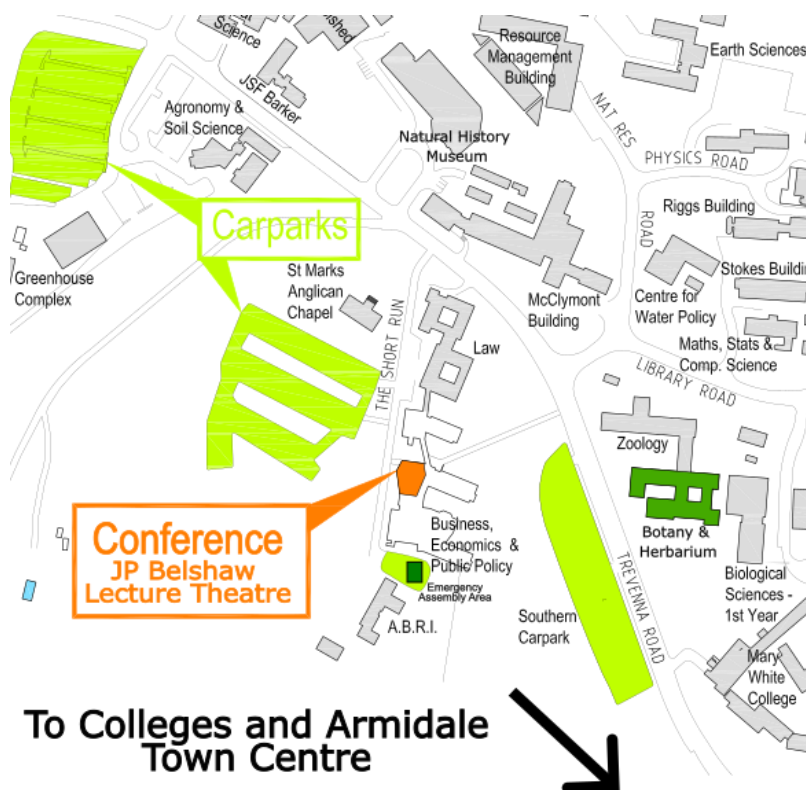 Science
Resource
Management
Building
Earth Sciences
JSF Barker
Agronomy &
Soil Science
NAT RES
ROAD
Natural History
Museum
PHYSICS ROAD
Riggs Building
Carparks
Greenhouse
Complex
St Marks
Anglican
Chapel
McClymont
Building
Centre for
Water Policy
Stokes Buildin
Maths, Stats &
Comp. Science
THE SHORT RUN
Law
LIBRARY ROAD
Zoology
Conference
JP Belshaw
Lecture Theatre
Business,
Economics &
Public Policy
Emergency
Assembly Area
Botany &
Herbarium
Biological
Sciences -
1st Year
TREVENNA ROAD
Southern
Carpark
A.B.R.I.
Mary
White
College
To Colleges and Armidale
Town Centre